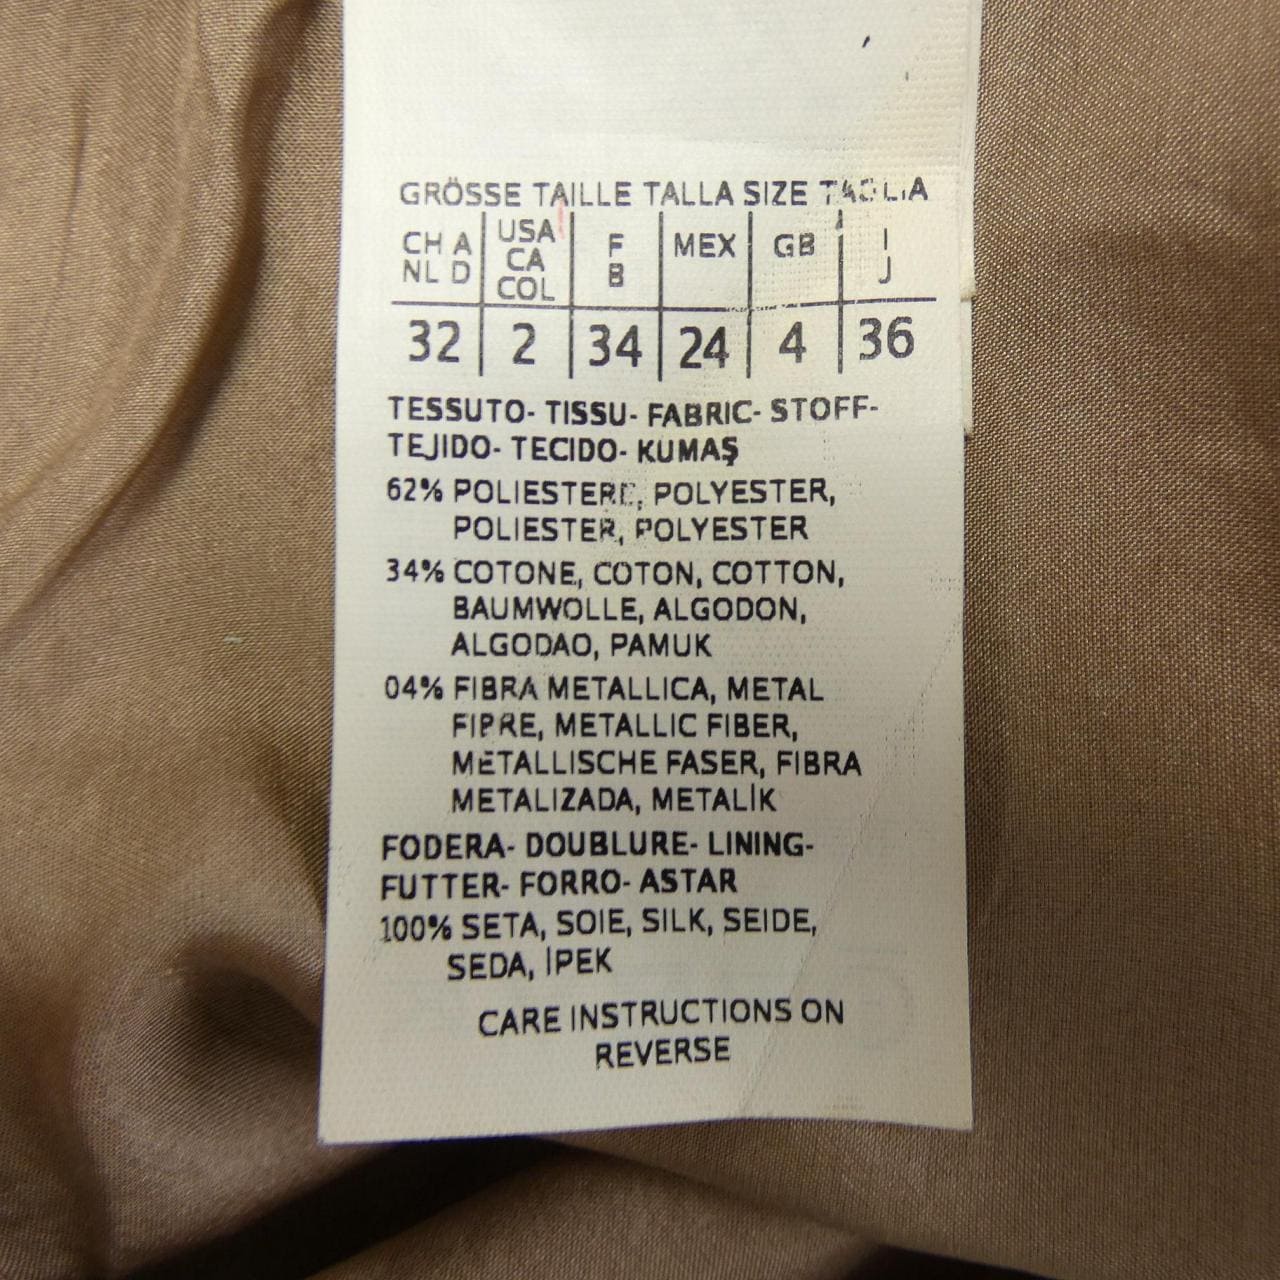 GRÖSSE TAILLE TALLA SIZE TAGLIA
CH A NL D USA CA COL F B MEX GB I J
32 2 34 24 4 36
TESSUTO- TISSU- FABRIC- STOFF-
TEJIDO- TECIDO- KUMAŞ
62% POLIESTERE, POLYESTER,
POLIESTER, POLYESTER
34% COTONE, COTON, COTTON,
BAUMWOLLE, ALGODON,
ALGODAO, PAMUK
04% FIBRA METALLICA, METAL
FIBRE, METALLIC FIBER,
METALLISCHE FASER, FIBRA
METALIZADA, METALİK
FODERA- DOUBLURE- LINING-
FUTTER- FORRO- ASTAR
100% SETA, SOIE, SILK, SEIDE,
SEDA, İPEK
CARE INSTRUCTIONS ON
REVERSE